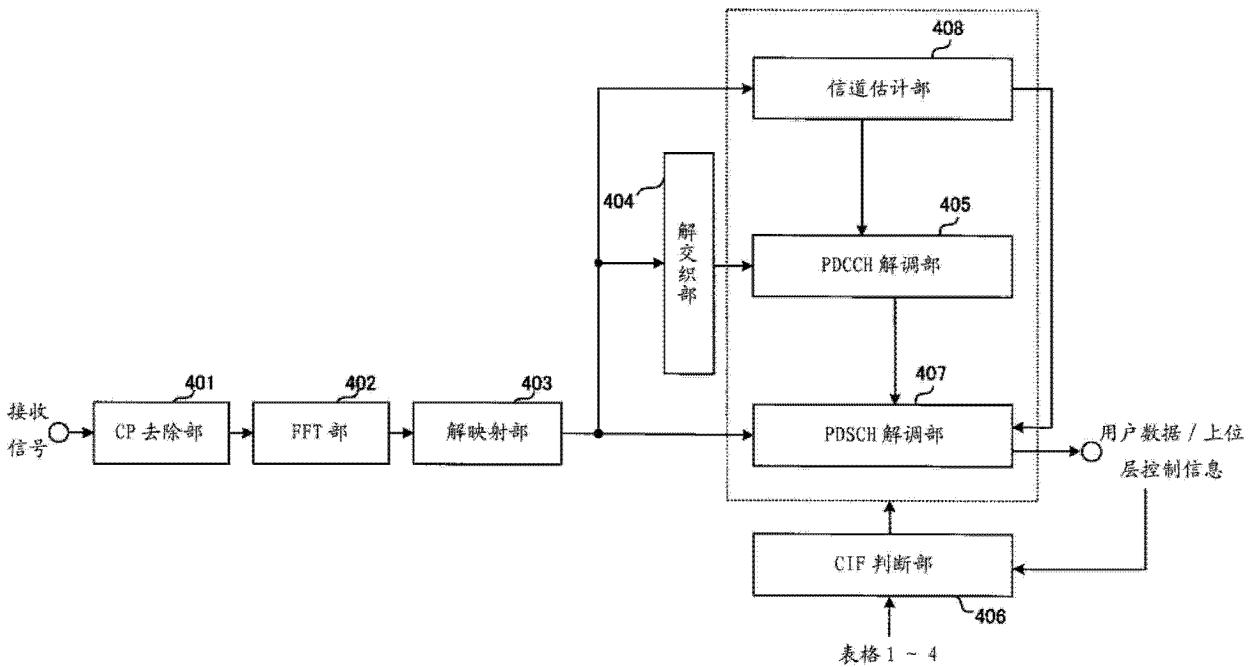 408
信道估计部
404
解交织部
405
PDCCH 解调部
407
PDSCH 解调部
接收
信号
401
CP 去除部
402
FFT 部
403
解映射部
用户数据 / 上位
层控制信息
CIF 判断部
406
表格 1 ~ 4